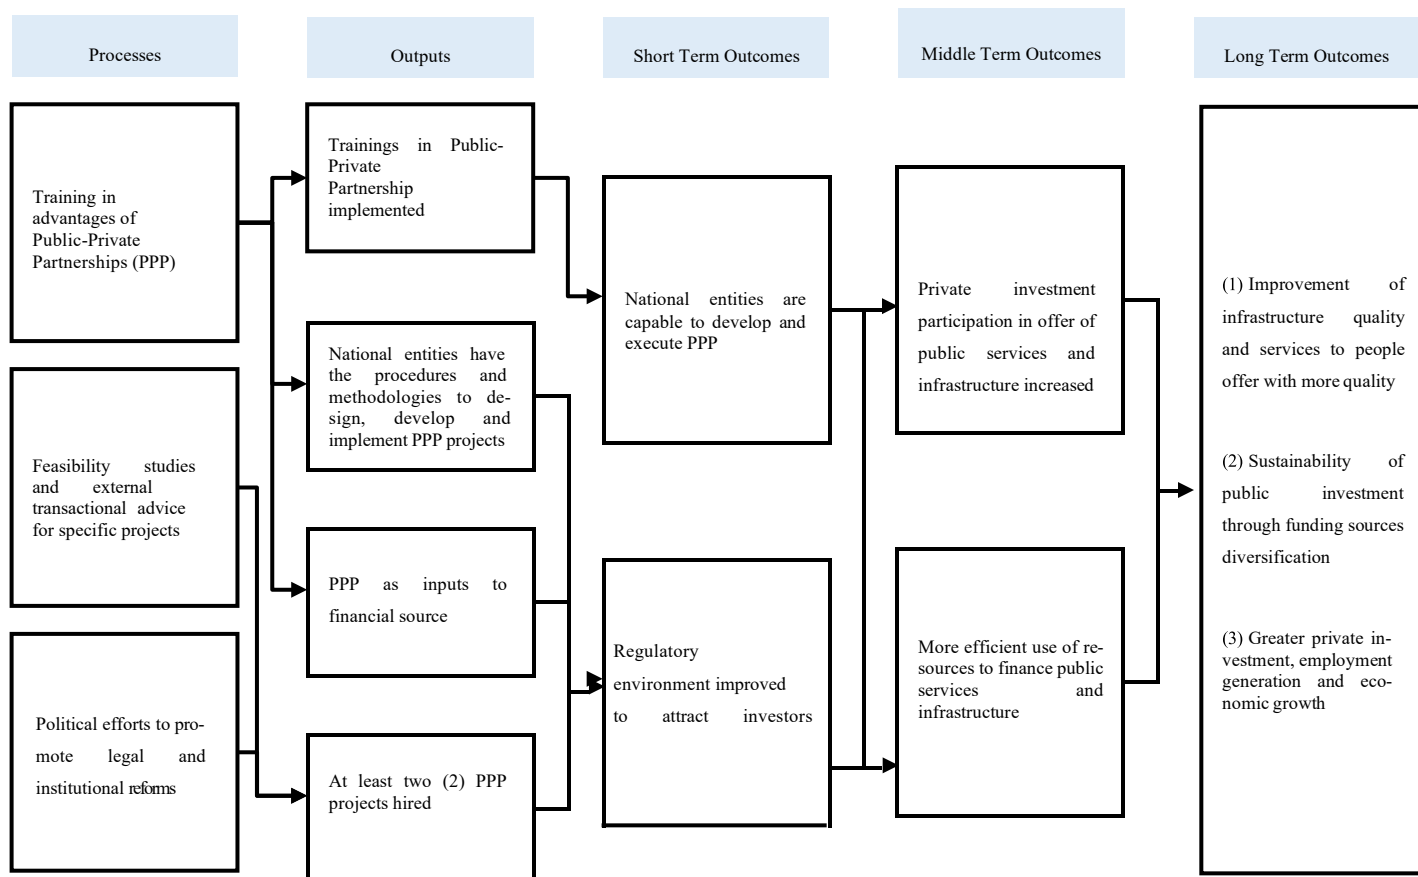 Processes
Outputs
Short Term Outcomes
Middle Term Outcomes
Long Term Outcomes
Training in
advantages of
Public-Private
Partnerships (PPP)
Feasibility studies
and external
transactional advice
for specific projects
Political efforts to pro-
mote legal and
institutional reforms
Trainings in Public-
Private
Partnership
implemented
National entities have
the procedures and
methodologies to de-
sign, develop and
implement PPP projects
PPP as inputs to
financial source
At least two (2) PPP
projects hired
National entities are
capable to develop and
execute PPP
Regulatory
environment improved
to attract investors
Private investment
participation in offer of
public services and
infrastructure increased
More efficient use of re-
sources to finance public
services and
infrastructure
(1) Improvement of
infrastructure quality
and services to people
offer with more quality
(2) Sustainability of
public investment
through funding sources
diversification
(3) Greater private in-
vestment, employment
generation and eco-
nomic growth